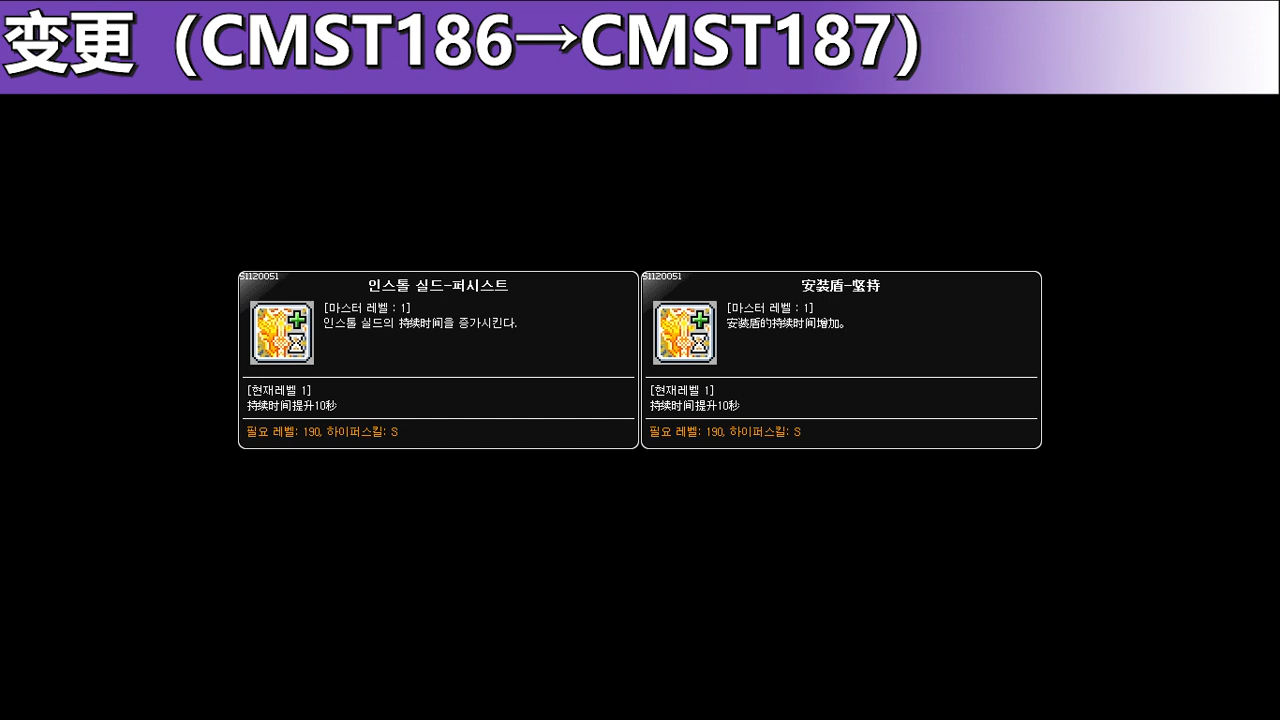 变更（CMST186→CMST187）
51120051
인스톨 실드-퍼시스트
[마스터 레벨 : 1]
인스톨 실드의 持续时间을 증가시킨다.
[현재레벨 1]
持续时间提升10秒
필요 레벨: 190, 하이퍼스킬: S
51120051
安装盾-坚持
[마스터 레벨 : 1]
安装盾的持续时间增加。
[현재레벨 1]
持续时间提升10秒
필요 레벨: 190, 하이퍼스킬: S